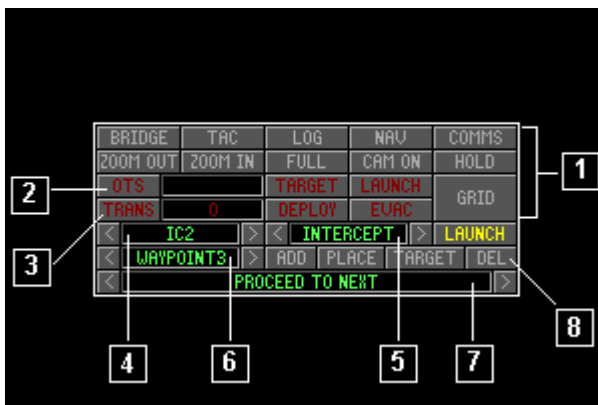 BRIDGE TAC LOG NAV COMMS
ZOOM OUT ZOOM IN FULL CAM ON HOLD
1
2
OTS TARGET LAUNCH GRID
TRANS 0 DEPLOY EVAC
< IC2 > < INTERCEPT > LAUNCH
3
< WAYPOINT3 > ADD PLACE TARGET DEL
< PROCEED TO NEXT >
8
4 6 5 7